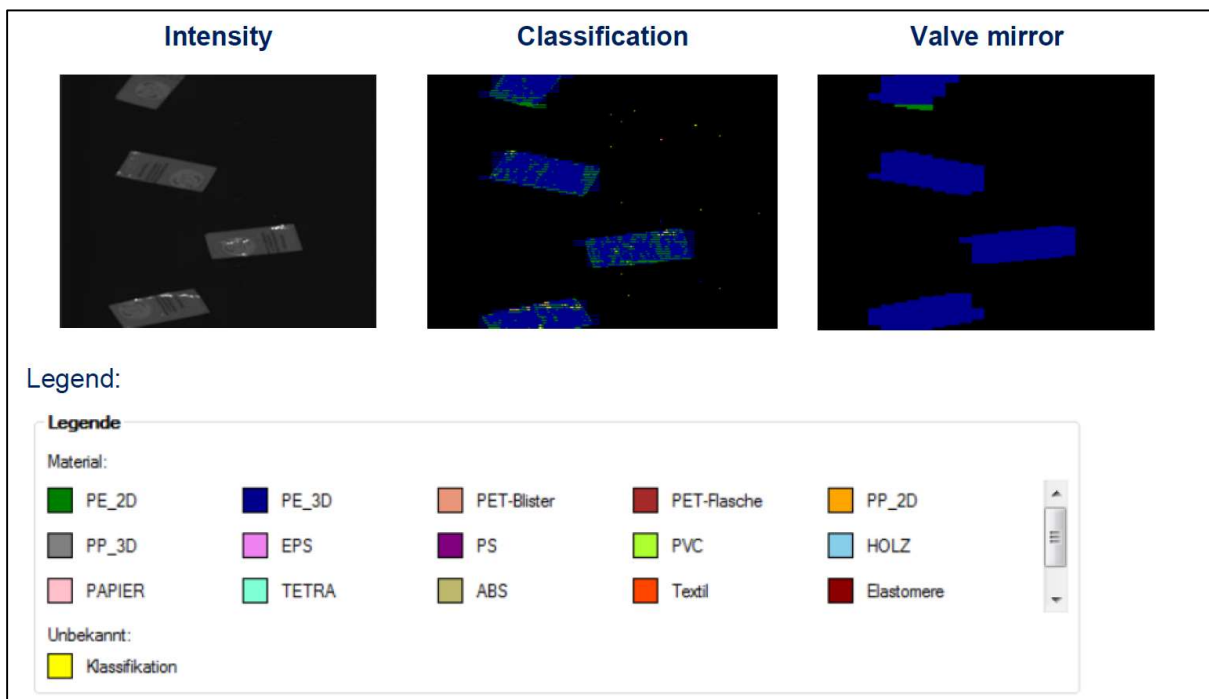 Intensity Classification Valve mirror
Legend:
Legende
Material:
PE_2D PE_3D PET-Blister PET-Flasche PP_2D
PP_3D EPS PS PVC HOLZ
PAPIER TETRA ABS Textil Elastomere
Unbekannt:
Klassifikation